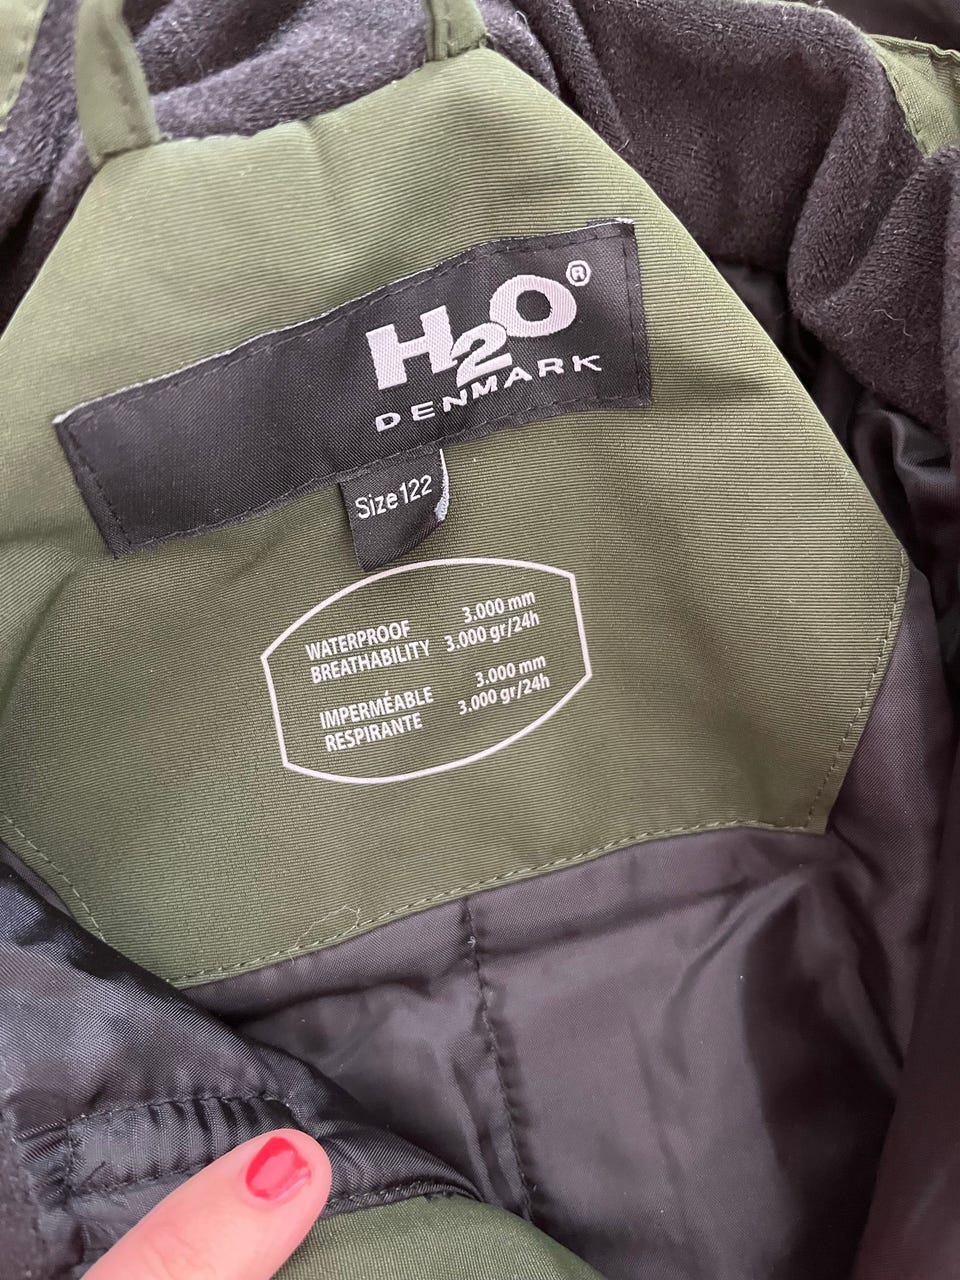 H2O®
DENMARK
Size 122
WATERPROOF 3.000 mm
BREATHABILITY 3.000 gr/24h
IMPERMÉABLE 3.000 mm
RESPIRANTE 3.000 gr/24h